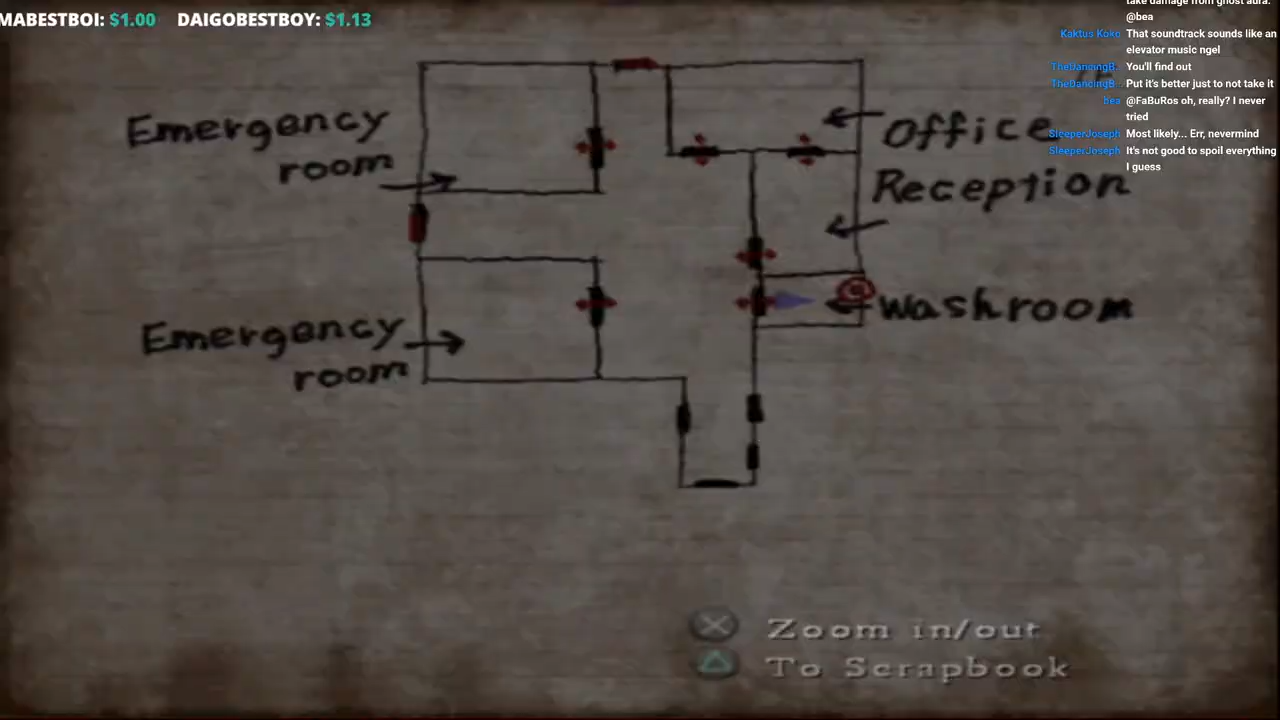 MABESTBOI: $1.00 DAIGOBESTBOY: $1.13
take damage from ghost aura.
@bea
Kaktus Koko That soundtrack sounds like an
elevator music ngel
TheDancingB.. You'll find out
TheDancingB.. Put it's better just to not take it
bea @FaBuRos oh, really? I never
tried
SleeperJoseph Most likely... Err, nevermind
SleeperJoseph It's not good to spoil everything
I guess
Emergency
room
Office
Reception
Washroom
Emergency
room
Zoom in/out
To Scrapbook